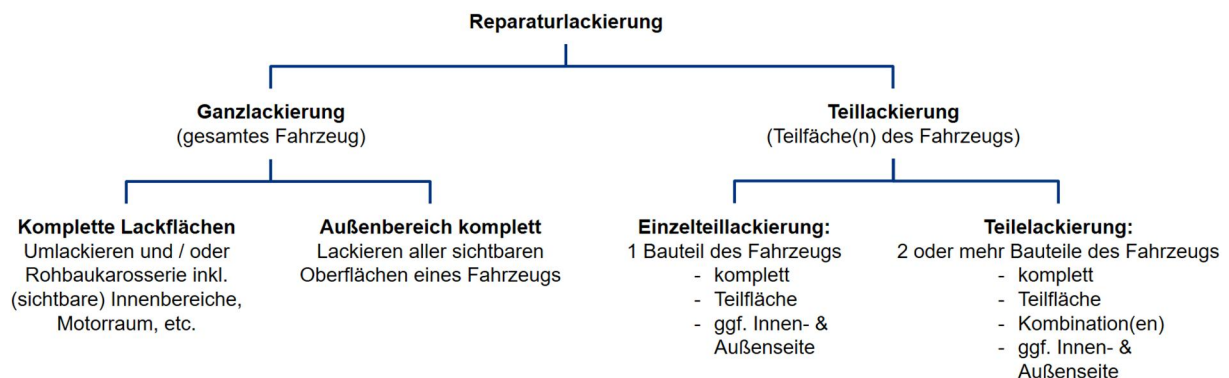 Reparaturlackierung
Ganzlackierung
(gesamtes Fahrzeug)
Teillackierung
(Teilfäche(n) des Fahrzeugs)
Komplette Lackflächen
Umlackieren und / oder
Rohbaukarosserie inkl.
(sichtbare) Innenbereiche,
Motorraum, etc.
Außenbereich komplett
Lackieren aller sichtbaren
Oberflächen eines Fahrzeugs
Einzelteillackierung:
1 Bauteil des Fahrzeugs
- komplett
- Teilfläche
- ggf. Innen- &
Außenseite
Teilelackierung:
2 oder mehr Bauteile des Fahrzeugs
- komplett
- Teilfläche
- Kombination(en)
- ggf. Innen- &
Außenseite